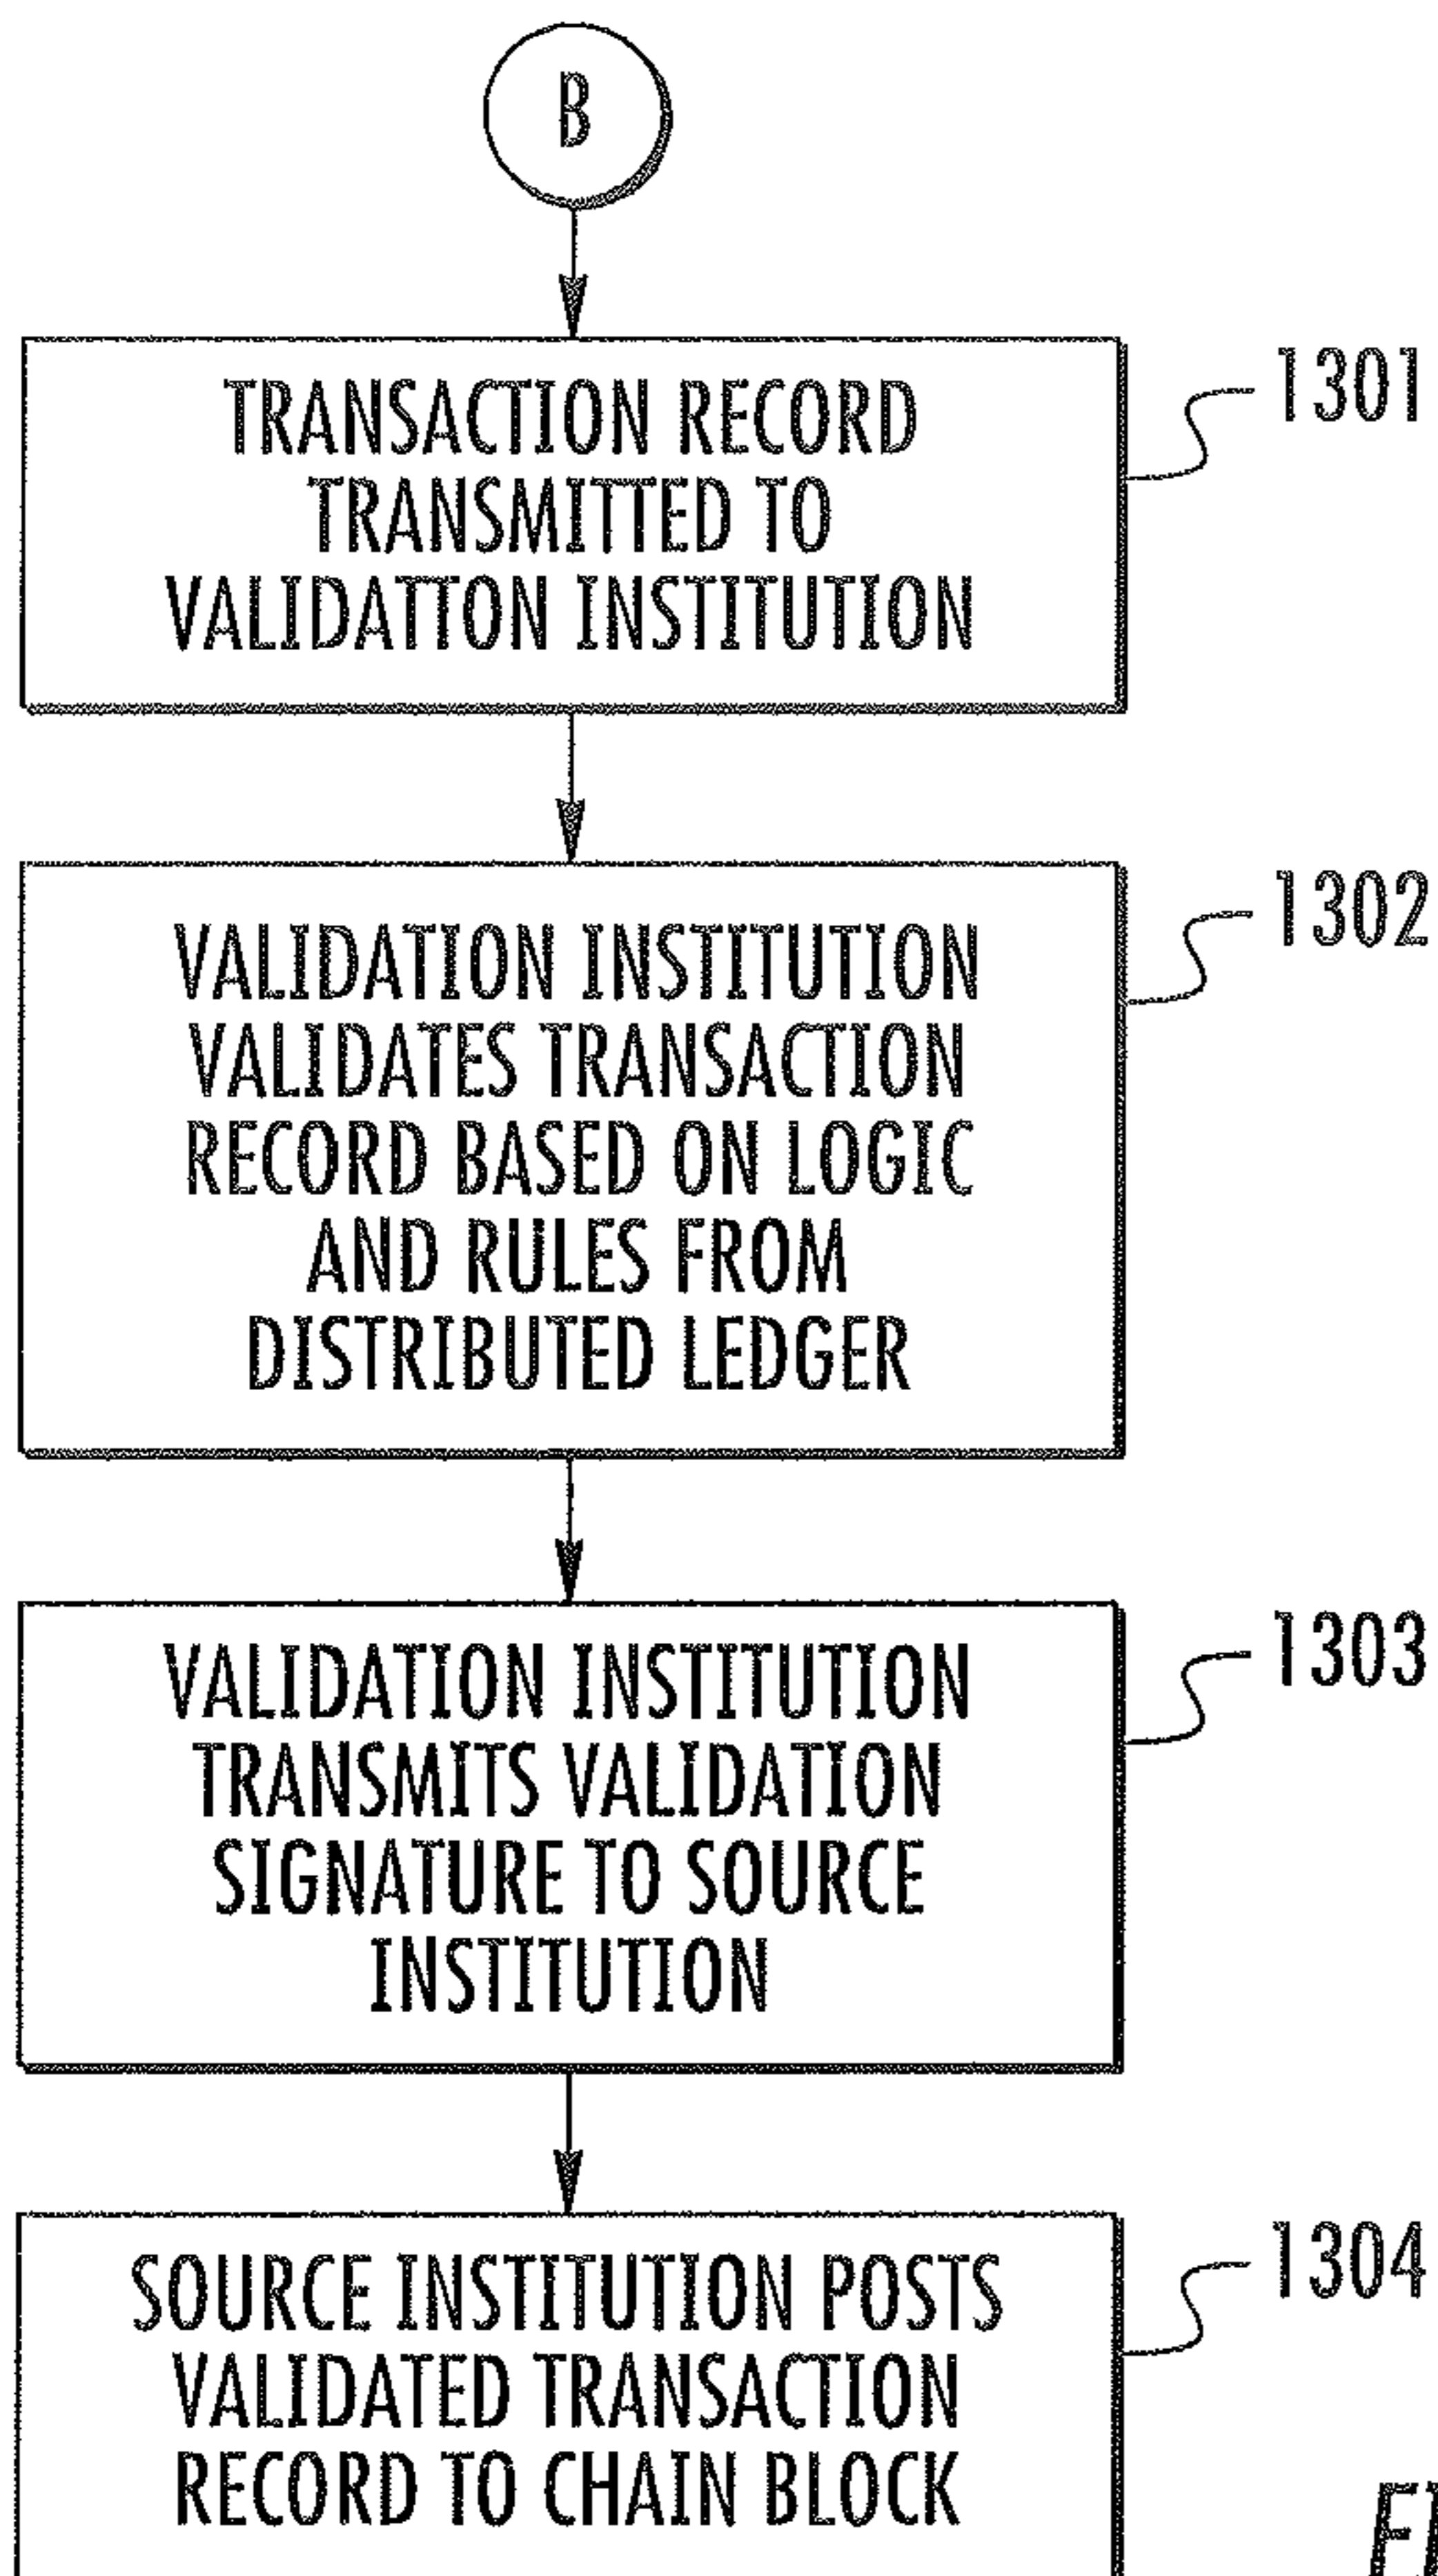 B
TRANSACTION RECORD
TRANSMITTED TO
VALIDATTON INSTITUTION
1301
VALIDATION INSTITUTION
VALIDATES TRANSACTION
RECORD BASED ON LOGIC
AND RULES FROM
DISTRIBUTED LEDGER
1302
VALIDATION INSTITUTION
TRANSMITS VALIDATION
SIGNATURE TO SOURCE
INSTITUTION
1303
SOURCE INSTITUTION POSTS
VALIDATED TRANSACTION
RECORD TO CHAIN BLOCK
1304